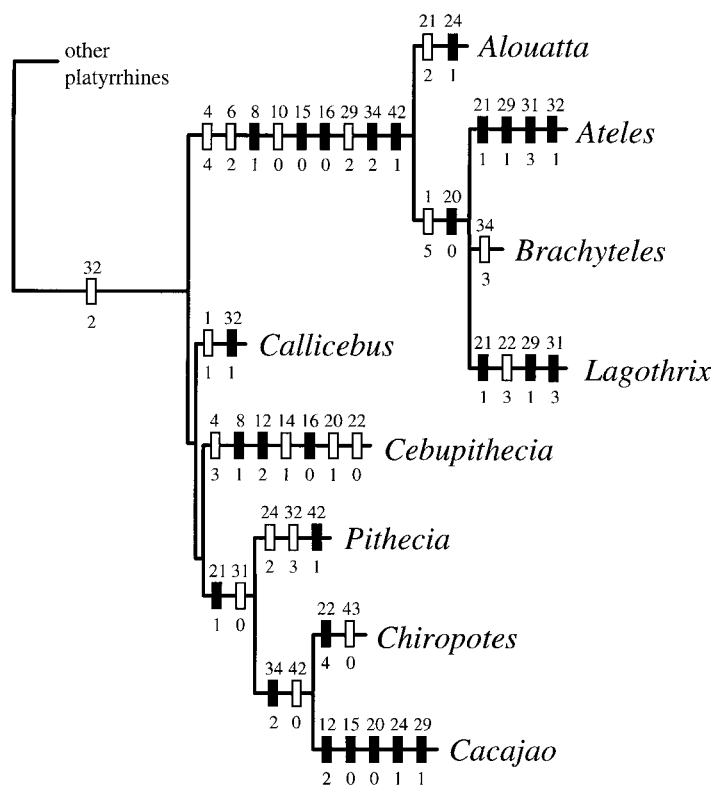 21 24
Alouatta
2 1
other
platyrrhines
4 6 8 10 15 16 29 34 42
4 2 1 0 0 0 2 2 1
21 29 31 32
Ateles
1 1 3 1
1 20
5 0
34
Brachyteles
3
32
2
1 32
Callicebus
1 1
21 22 29 31
Lagothrix
1 3 1 3
4 8 12 14 16 20 22
Cebupithecia
3 1 2 1 0 1 0
24 32 42
Pithecia
2 3 1
21 31
1 0
22 43
Chiropotes
4 0
34 42
2 0
12 15 20 24 29
Cacajao
2 0 0 1 1